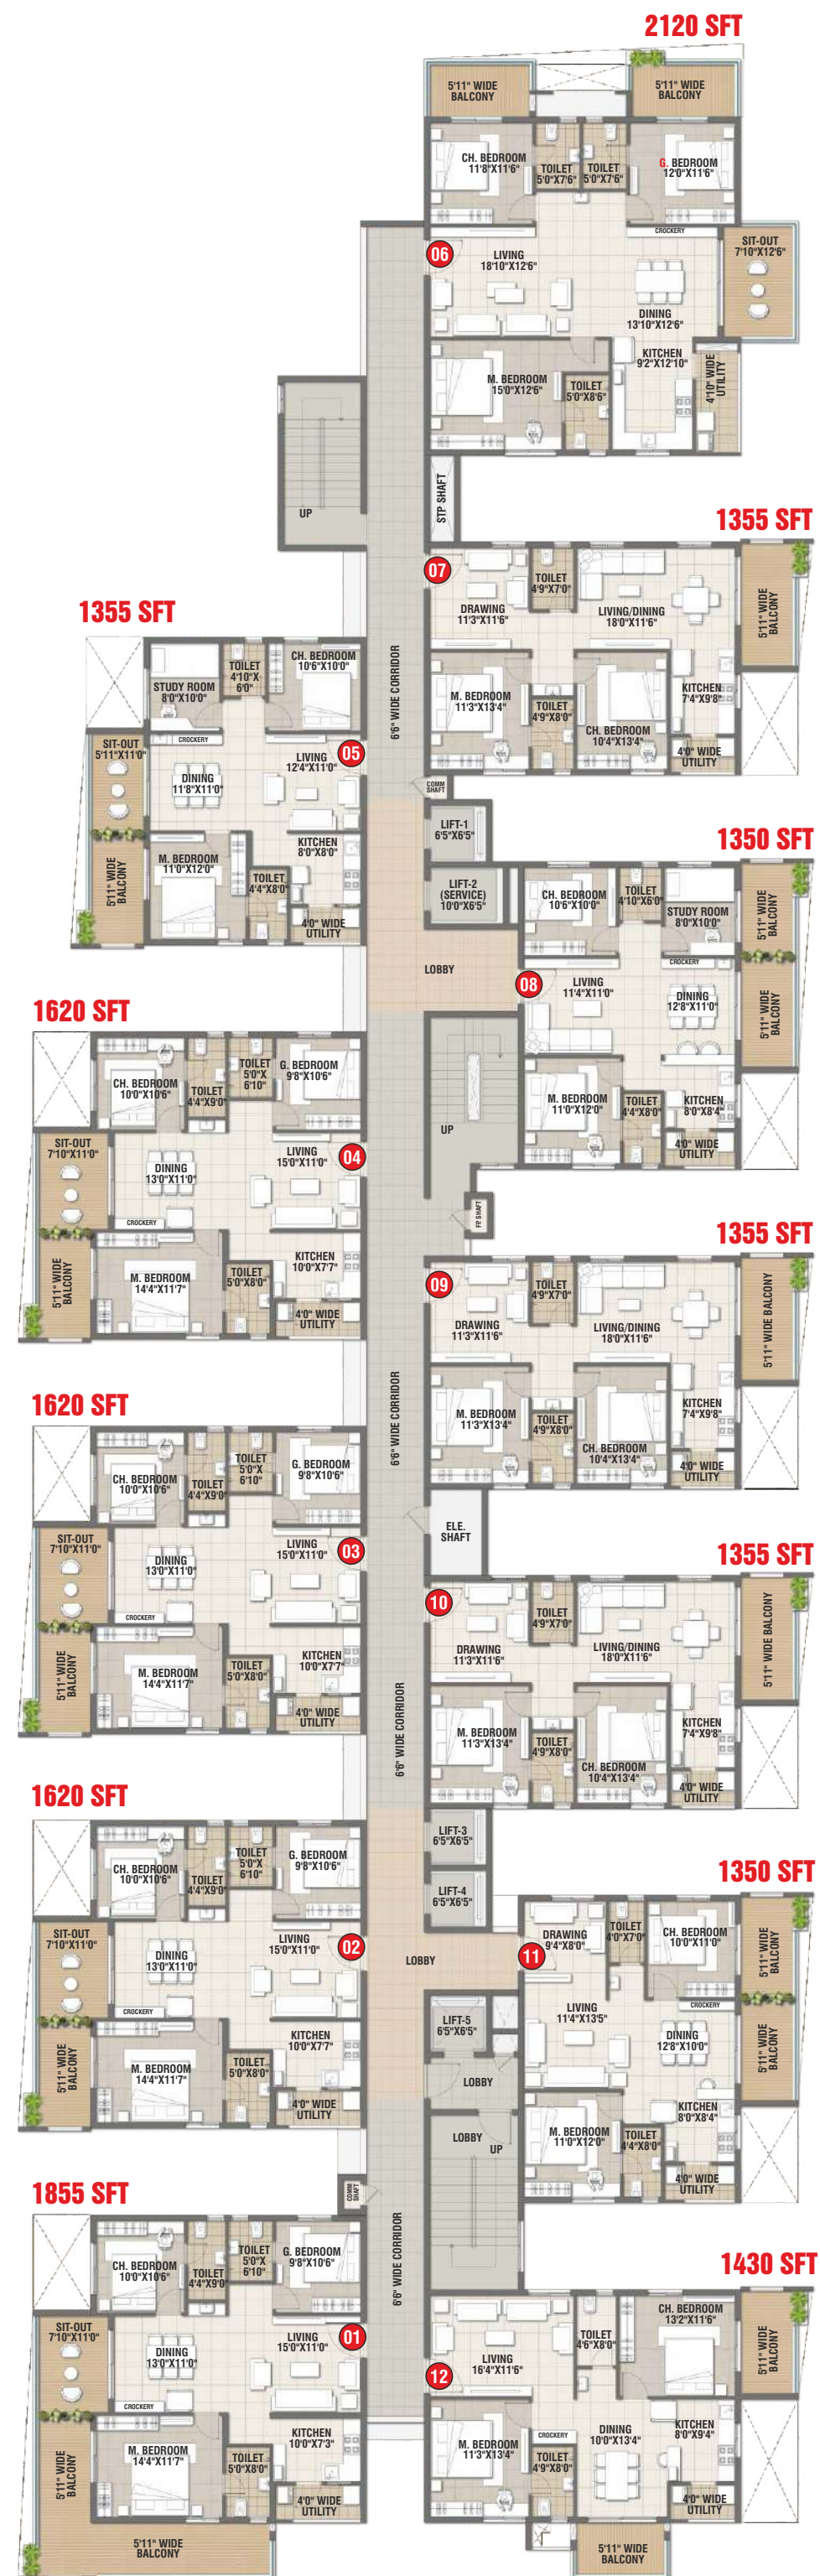 2120 SFT
5'11" WIDE
BALCONY
5'11" WIDE
BALCONY
CH. BEDROOM
11'8"X11'6"
TOILET
5'0"X7'6"
TOILET
5'0"X7'6"
G. BEDROOM
12'0"X11'6"
CROCKERY
06
LIVING
18'10"X12'6"
SIT-OUT
7'10"X12'6"
DINING
13'10"X12'6"
KITCHEN
9'2"X12'10"
M. BEDROOM
15'0"X12'6"
TOILET
5'0"X8'6"
4'10" WIDE
UTILITY
UP
STP SHAFT
1355 SFT
07
DRAWING
11'3"X11'6"
TOILET
4'9"X7'0"
LIVING/DINING
18'0"X11'6"
5'11" WIDE
BALCONY
M. BEDROOM
11'3"X13'4"
TOILET
4'9"X8'0"
CH. BEDROOM
10'4"X13'4"
KITCHEN
7'4"X9'8"
4'0" WIDE
UTILITY
6'6" WIDE CORRIDOR
1355 SFT
STUDY ROOM
8'0"X10'0"
TOILET
4'10"X
6'0"
CH. BEDROOM
10'6"X10'0"
SIT-OUT
5'11"X11'0"
CROCKERY
DINING
11'8"X11'0"
LIVING
12'4"X11'0"
05
M. BEDROOM
11'0"X12'0"
KITCHEN
8'0"X8'0"
TOILET
4'4"X8'0"
5'11" WIDE
BALCONY
4'0" WIDE
UTILITY
COMM
SHAFT
LIFT-1
6'5"X6'5"
LIFT-2
(SERVICE)
10'0"X6'5"
LOBBY
1350 SFT
CH. BEDROOM
10'6"X10'0"
TOILET
4'10"X6'0"
STUDY ROOM
8'0"X10'0"
5'11" WIDE
BALCONY
CROCKERY
08
LIVING
11'4"X11'0"
DINING
12'8"X11'0"
5'11" WIDE
BALCONY
M. BEDROOM
11'0"X12'0"
TOILET
4'4"X8'0"
KITCHEN
8'0"X8'4"
4'0" WIDE
UTILITY
UP
FP. SHAFT
1620 SFT
CH. BEDROOM
10'0"X10'6"
TOILET
4'4"X9'0"
TOILET
5'0"X
6'10"
G. BEDROOM
9'8"X10'6"
SIT-OUT
7'10"X11'0"
DINING
13'0"X11'0"
LIVING
15'0"X11'0"
04
CROCKERY
M. BEDROOM
14'4"X11'7"
TOILET
5'0"X8'0"
KITCHEN
10'0"X7'7"
5'11" WIDE
BALCONY
4'0" WIDE
UTILITY
1355 SFT
09
DRAWING
11'3"X11'6"
TOILET
4'9"X7'0"
LIVING/DINING
18'0"X11'6"
5'11" WIDE BALCONY
M. BEDROOM
11'3"X13'4"
TOILET
4'9"X8'0"
CH. BEDROOM
10'4"X13'4"
KITCHEN
7'4"X9'8"
4'0" WIDE
UTILITY
6'6" WIDE CORRIDOR
ELE.
SHAFT
1620 SFT
CH. BEDROOM
10'0"X10'6"
TOILET
4'4"X9'0"
TOILET
5'0"X
6'10"
G. BEDROOM
9'8"X10'6"
SIT-OUT
7'10"X11'0"
DINING
13'0"X11'0"
LIVING
15'0"X11'0"
03
CROCKERY
M. BEDROOM
14'4"X11'7"
TOILET
5'0"X8'0"
KITCHEN
10'0"X7'7"
5'11" WIDE
BALCONY
4'0" WIDE
UTILITY
1355 SFT
10
DRAWING
11'3"X11'6"
TOILET
4'9"X7'0"
LIVING/DINING
18'0"X11'6"
5'11" WIDE BALCONY
M. BEDROOM
11'3"X13'4"
TOILET
4'9"X8'0"
CH. BEDROOM
10'4"X13'4"
KITCHEN
7'4"X9'8"
4'0" WIDE
UTILITY
6'6" WIDE CORRIDOR
LIFT-3
6'5"X6'5"
LIFT-4
6'5"X6'5"
LOBBY
LIFT-5
6'5"X6'5"
LOBBY
LOBBY
UP
1620 SFT
CH. BEDROOM
10'0"X10'6"
TOILET
4'4"X9'0"
TOILET
5'0"X
6'10"
G. BEDROOM
9'8"X10'6"
SIT-OUT
7'10"X11'0"
DINING
13'0"X11'0"
LIVING
15'0"X11'0"
02
CROCKERY
M. BEDROOM
14'4"X11'7"
TOILET
5'0"X8'0"
KITCHEN
10'0"X7'7"
5'11" WIDE
BALCONY
4'0" WIDE
UTILITY
1350 SFT
DRAWING
9'4"X8'0"
TOILET
4'0"X7'0"
CH. BEDROOM
10'0"X11'0"
5'11" WIDE
BALCONY
11
LIVING
11'4"X13'5"
CROCKERY
DINING
12'8"X10'0"
5'11" WIDE
BALCONY
M. BEDROOM
11'0"X12'0"
TOILET
4'4"X8'0"
KITCHEN
8'0"X8'4"
4'0" WIDE
UTILITY
COMM
SHAFT
6'6" WIDE CORRIDOR
1855 SFT
CH. BEDROOM
10'0"X10'6"
TOILET
4'4"X9'0"
TOILET
5'0"X
6'10"
G. BEDROOM
9'8"X10'6"
SIT-OUT
7'10"X11'0"
DINING
13'0"X11'0"
LIVING
15'0"X11'0"
01
CROCKERY
M. BEDROOM
14'4"X11'7"
TOILET
5'0"X8'0"
KITCHEN
10'0"X7'3"
5'11" WIDE
BALCONY
4'0" WIDE
UTILITY
5'11" WIDE
BALCONY
1430 SFT
LIVING
16'4"X11'6"
12
TOILET
4'6"X8'0"
CH. BEDROOM
13'2"X11'6"
5'11" WIDE
BALCONY
M. BEDROOM
11'3"X13'4"
CROCKERY
TOILET
4'9"X8'0"
DINING
10'0"X13'4"
KITCHEN
8'0"X9'4"
4'0" WIDE
UTILITY
5'11" WIDE
BALCONY